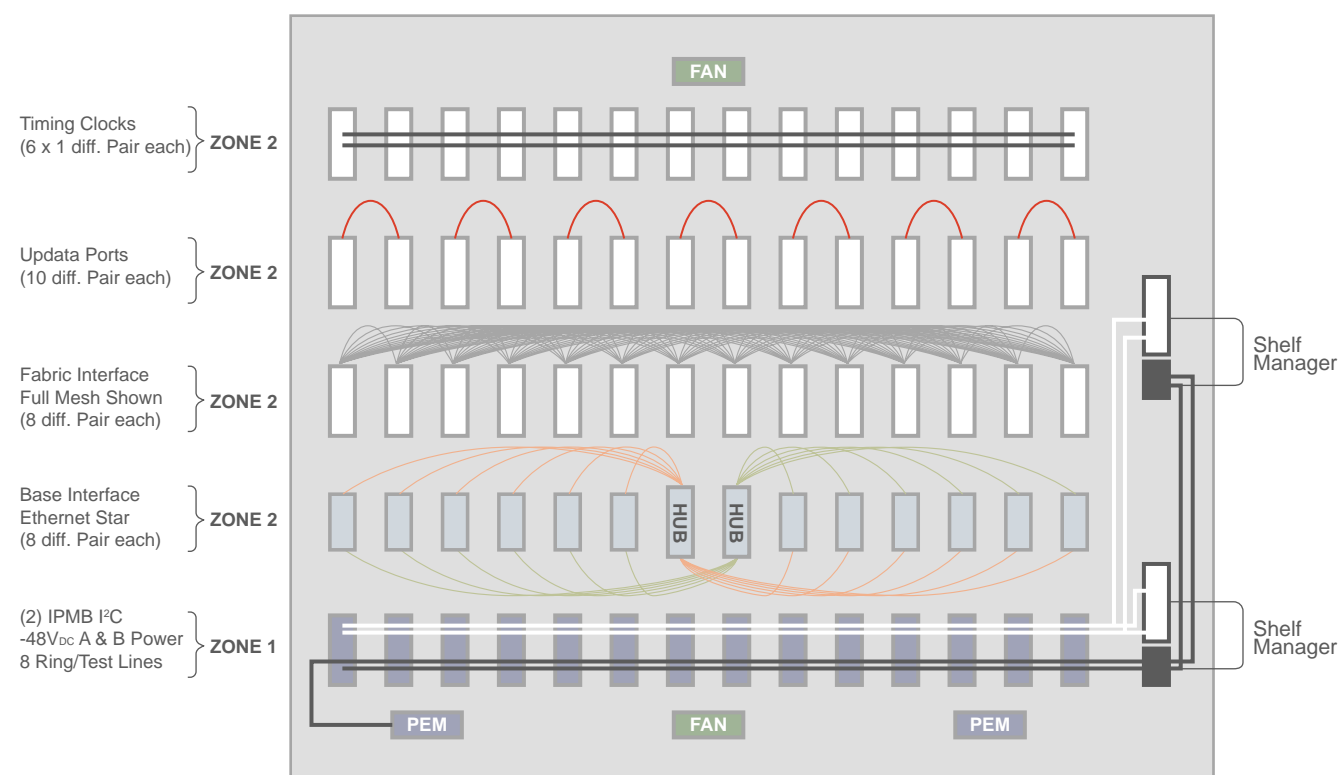 FAN
Timing Clocks
(6 x 1 diff. Pair each)
ZONE 2
Updata Ports
(10 diff. Pair each)
ZONE 2
Fabric Interface
Full Mesh Shown
(8 diff. Pair each)
ZONE 2
Shelf
Manager
Base Interface
Ethernet Star
(8 diff. Pair each)
ZONE 2
HUB
HUB
(2) IPMB I²C
-48VDC A & B Power
8 Ring/Test Lines
ZONE 1
Shelf
Manager
PEM
FAN
PEM